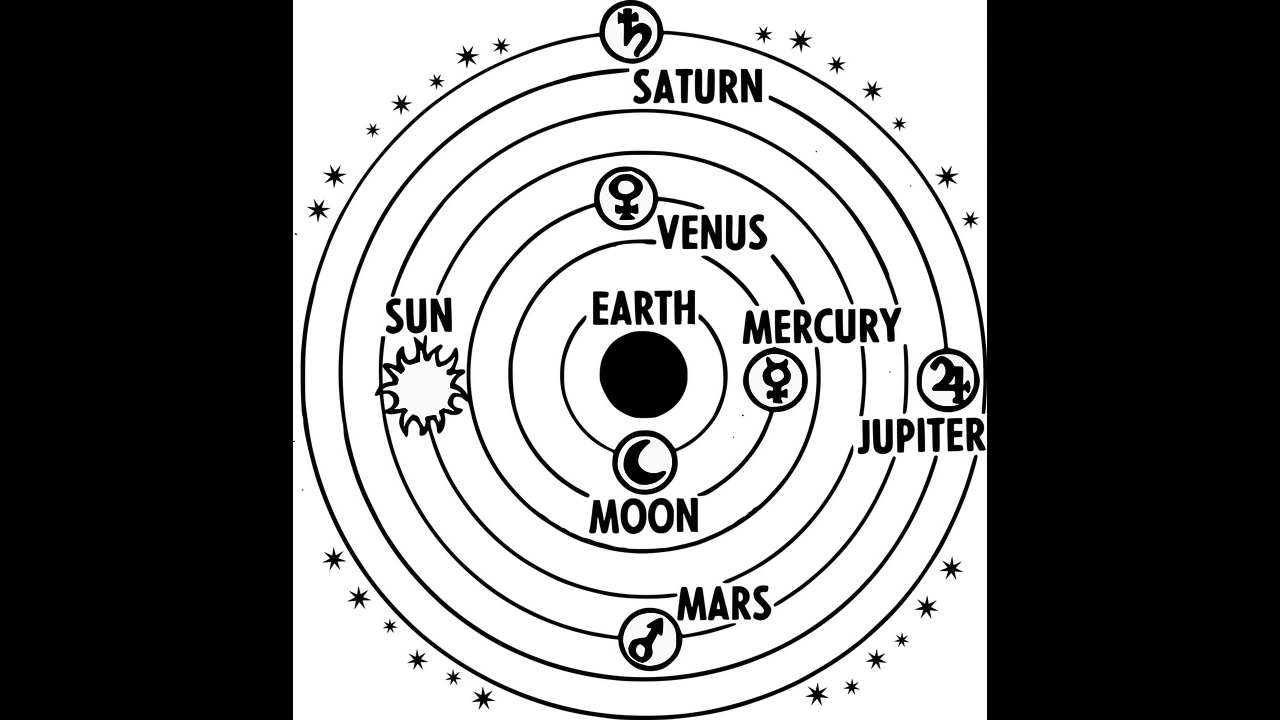 SATURN
VENUS
EARTH
SUN
MERCURY
JUPITER
MOON
MARS